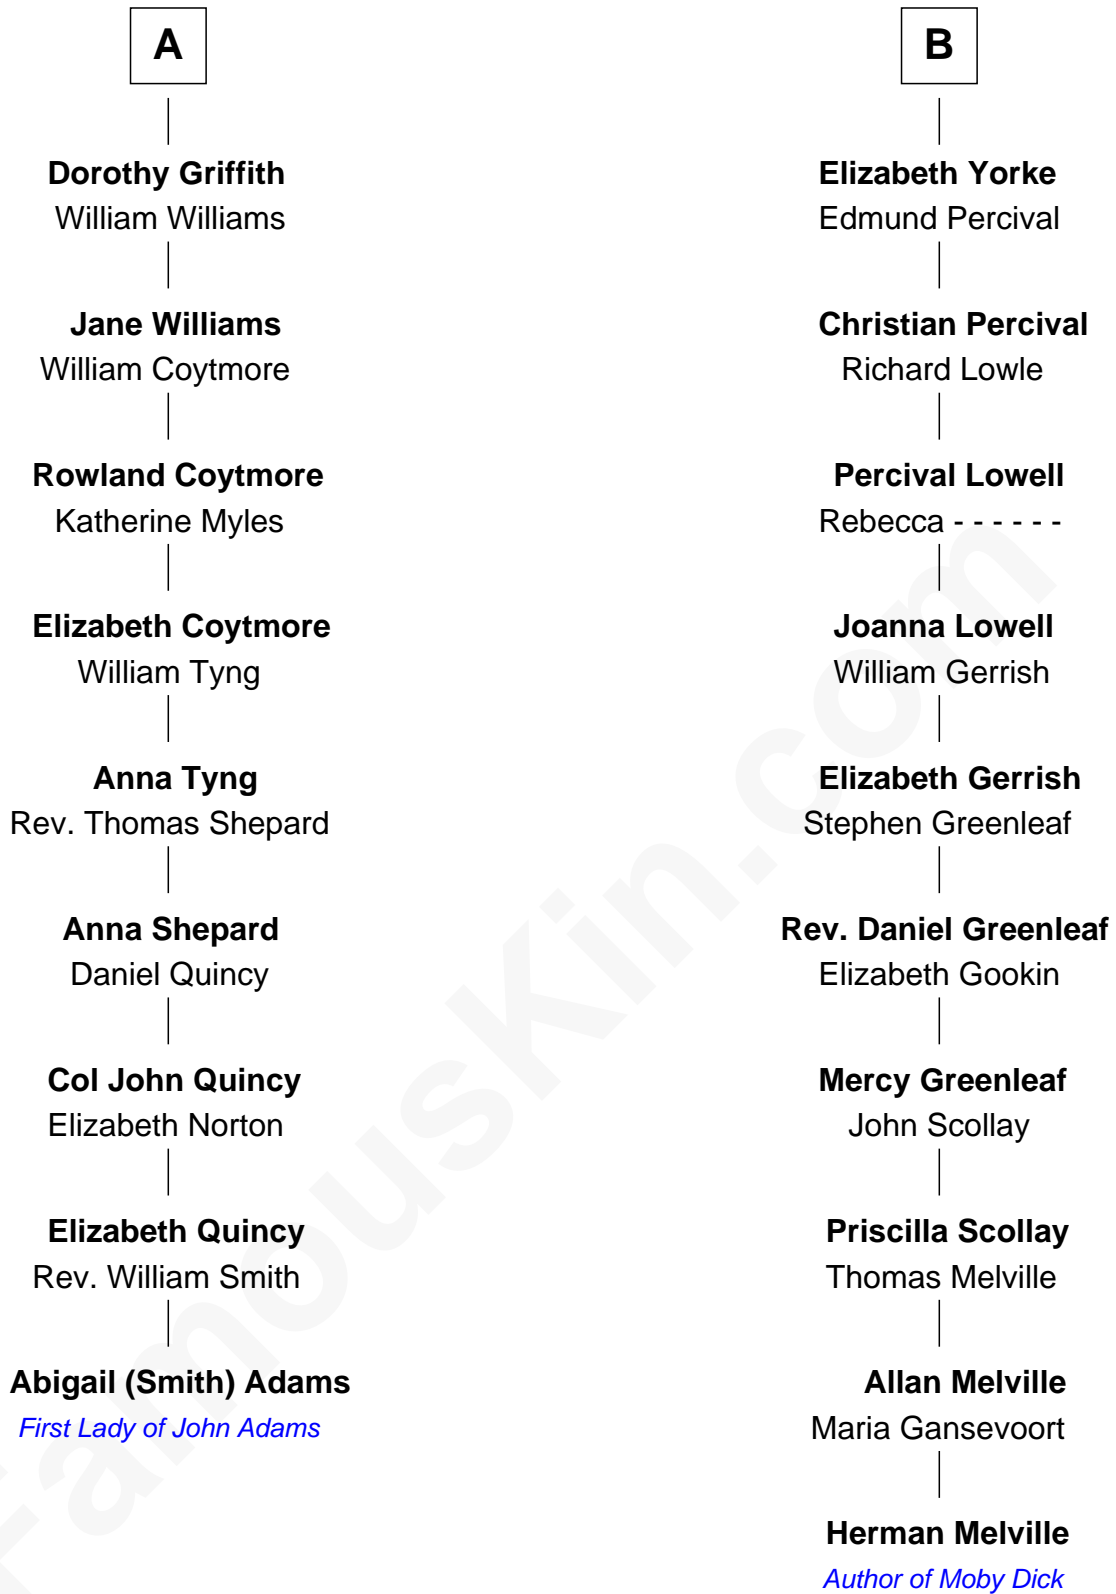 A
Dorothy Griffith
William Williams
Jane Williams
William Coytmore
Rowland Coytmore
Katherine Myles
Elizabeth Coytmore
William Tyng
Anna Tyng
Rev. Thomas Shepard
Anna Shepard
Daniel Quincy
Col John Quincy
Elizabeth Norton
Elizabeth Quincy
Rev. William Smith
Abigail (Smith) Adams
First Lady of John Adams
B
Elizabeth Yorke
Edmund Percival
Christian Percival
Richard Lowle
Percival Lowell
Rebecca - - - - - -
Joanna Lowell
William Gerrish
Elizabeth Gerrish
Stephen Greenleaf
Rev. Daniel Greenleaf
Elizabeth Gookin
Mercy Greenleaf
John Scollay
Priscilla Scollay
Thomas Melville
Allan Melville
Maria Gansevoort
Herman Melville
Author of Moby Dick
FamousKin.com